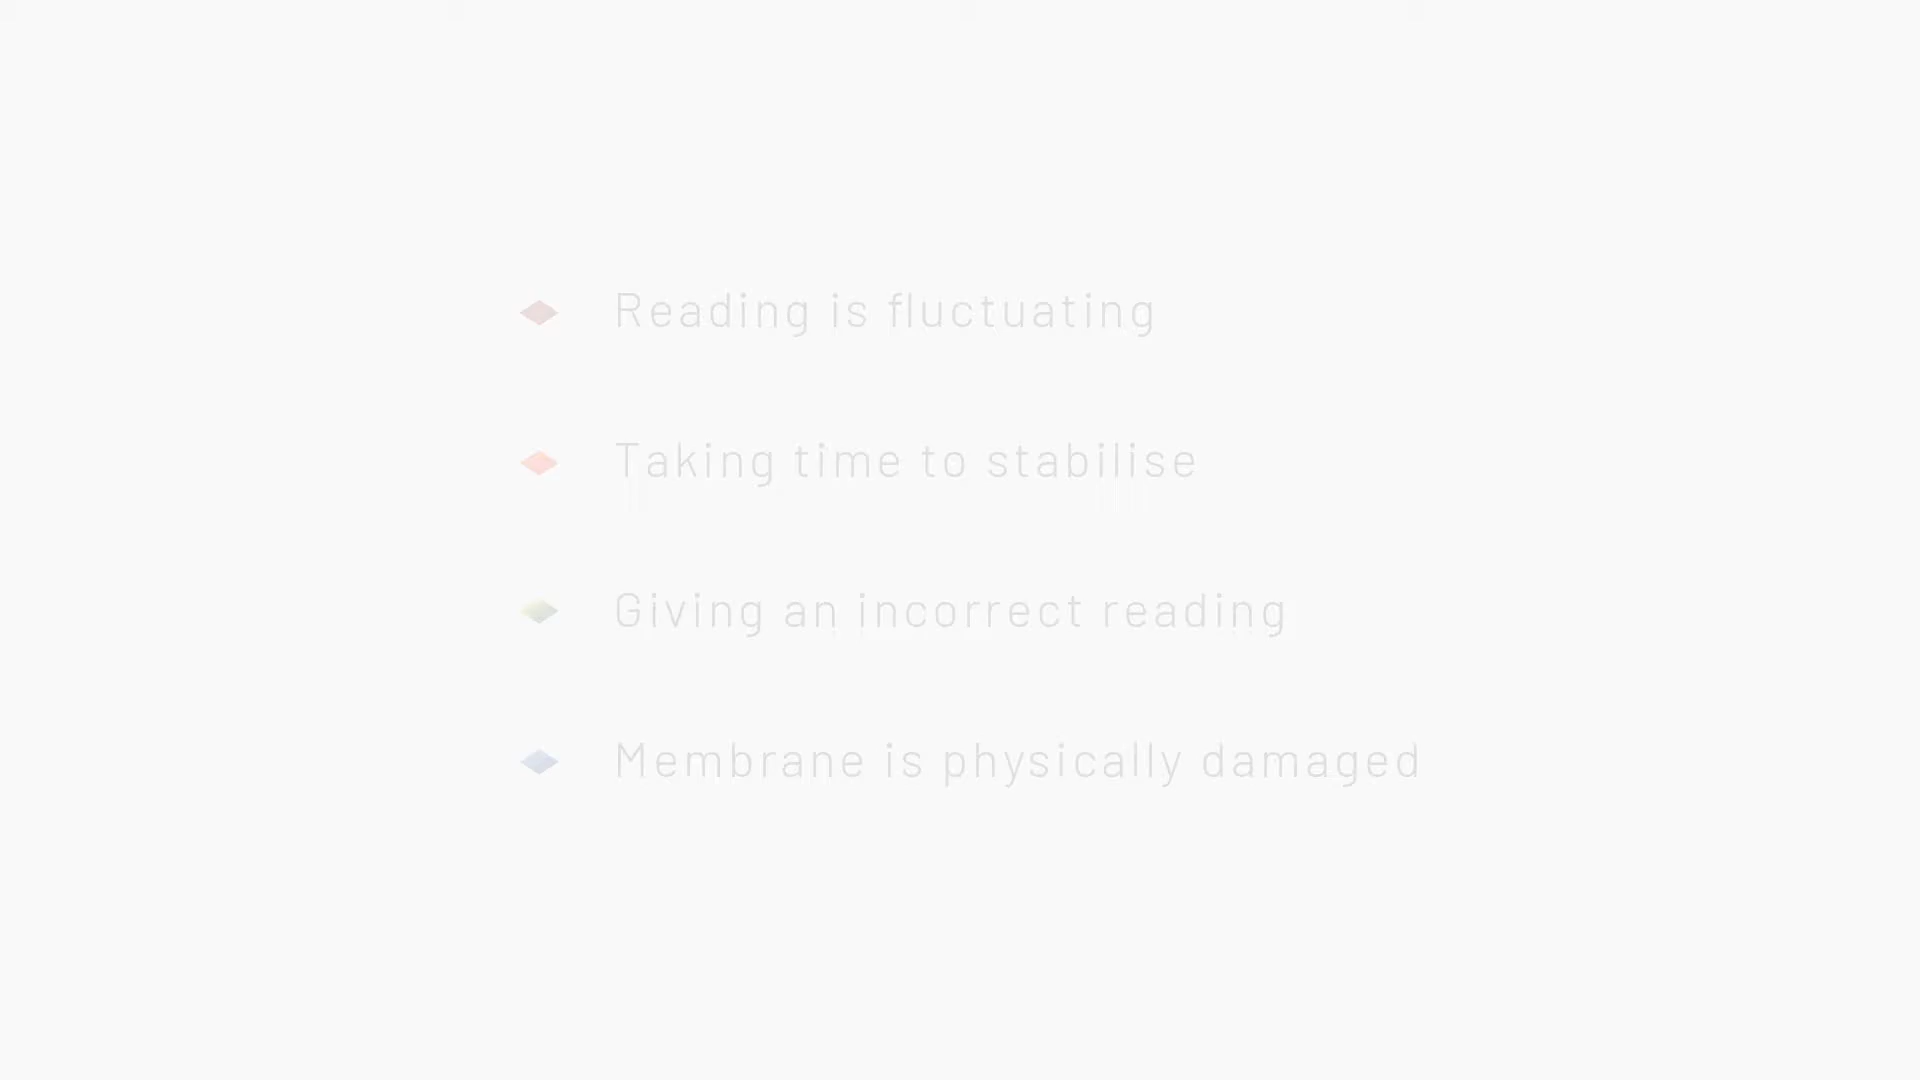 Reading is fluctuating
Taking time to stabilise
Giving an incorrect reading
Membrane is physically damaged